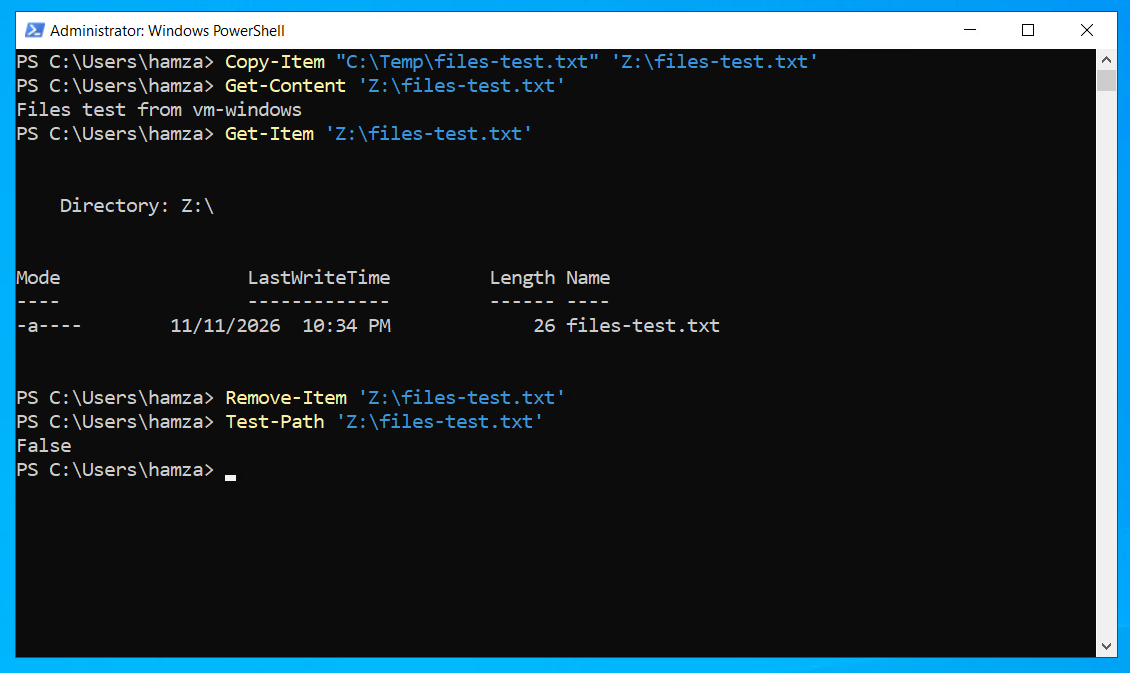 Administrator: Windows PowerShell
PS C:\Users\hamza> Copy-Item "C:\Temp\files-test.txt" 'Z:\files-test.txt'
PS C:\Users\hamza> Get-Content 'Z:\files-test.txt'
Files test from vm-windows
PS C:\Users\hamza> Get-Item 'Z:\files-test.txt'
Directory: Z:\
Mode LastWriteTime Length Name
---- ------------- ------ ----
-a---- 11/11/2026 10:34 PM 26 files-test.txt
PS C:\Users\hamza> Remove-Item 'Z:\files-test.txt'
PS C:\Users\hamza> Test-Path 'Z:\files-test.txt'
False
PS C:\Users\hamza>